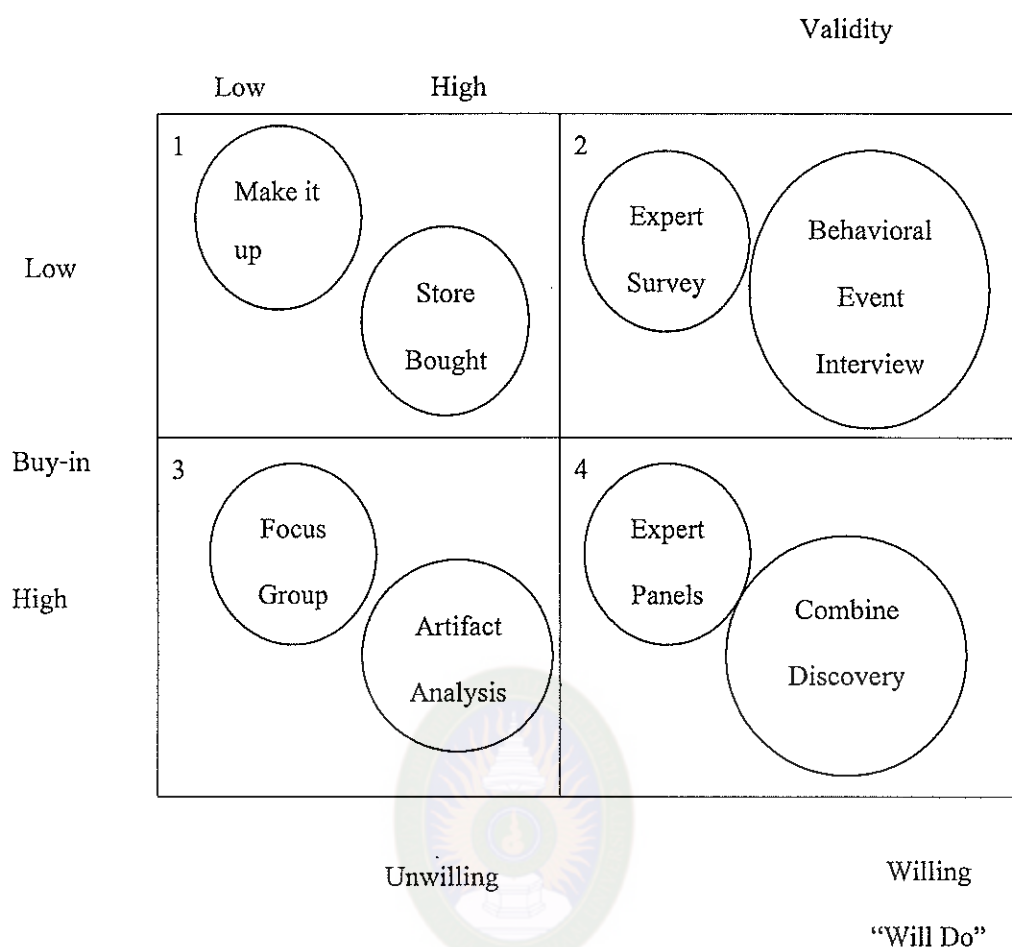 Validity
Low High
1
Make it
up
Store
Bought
2
Expert
Survey
Behavioral
Event
Interview
Low
Buy-in
High
3
Focus
Group
Artifact
Analysis
4
Expert
Panels
Combine
Discovery
Unwilling
Willing
“Will Do”